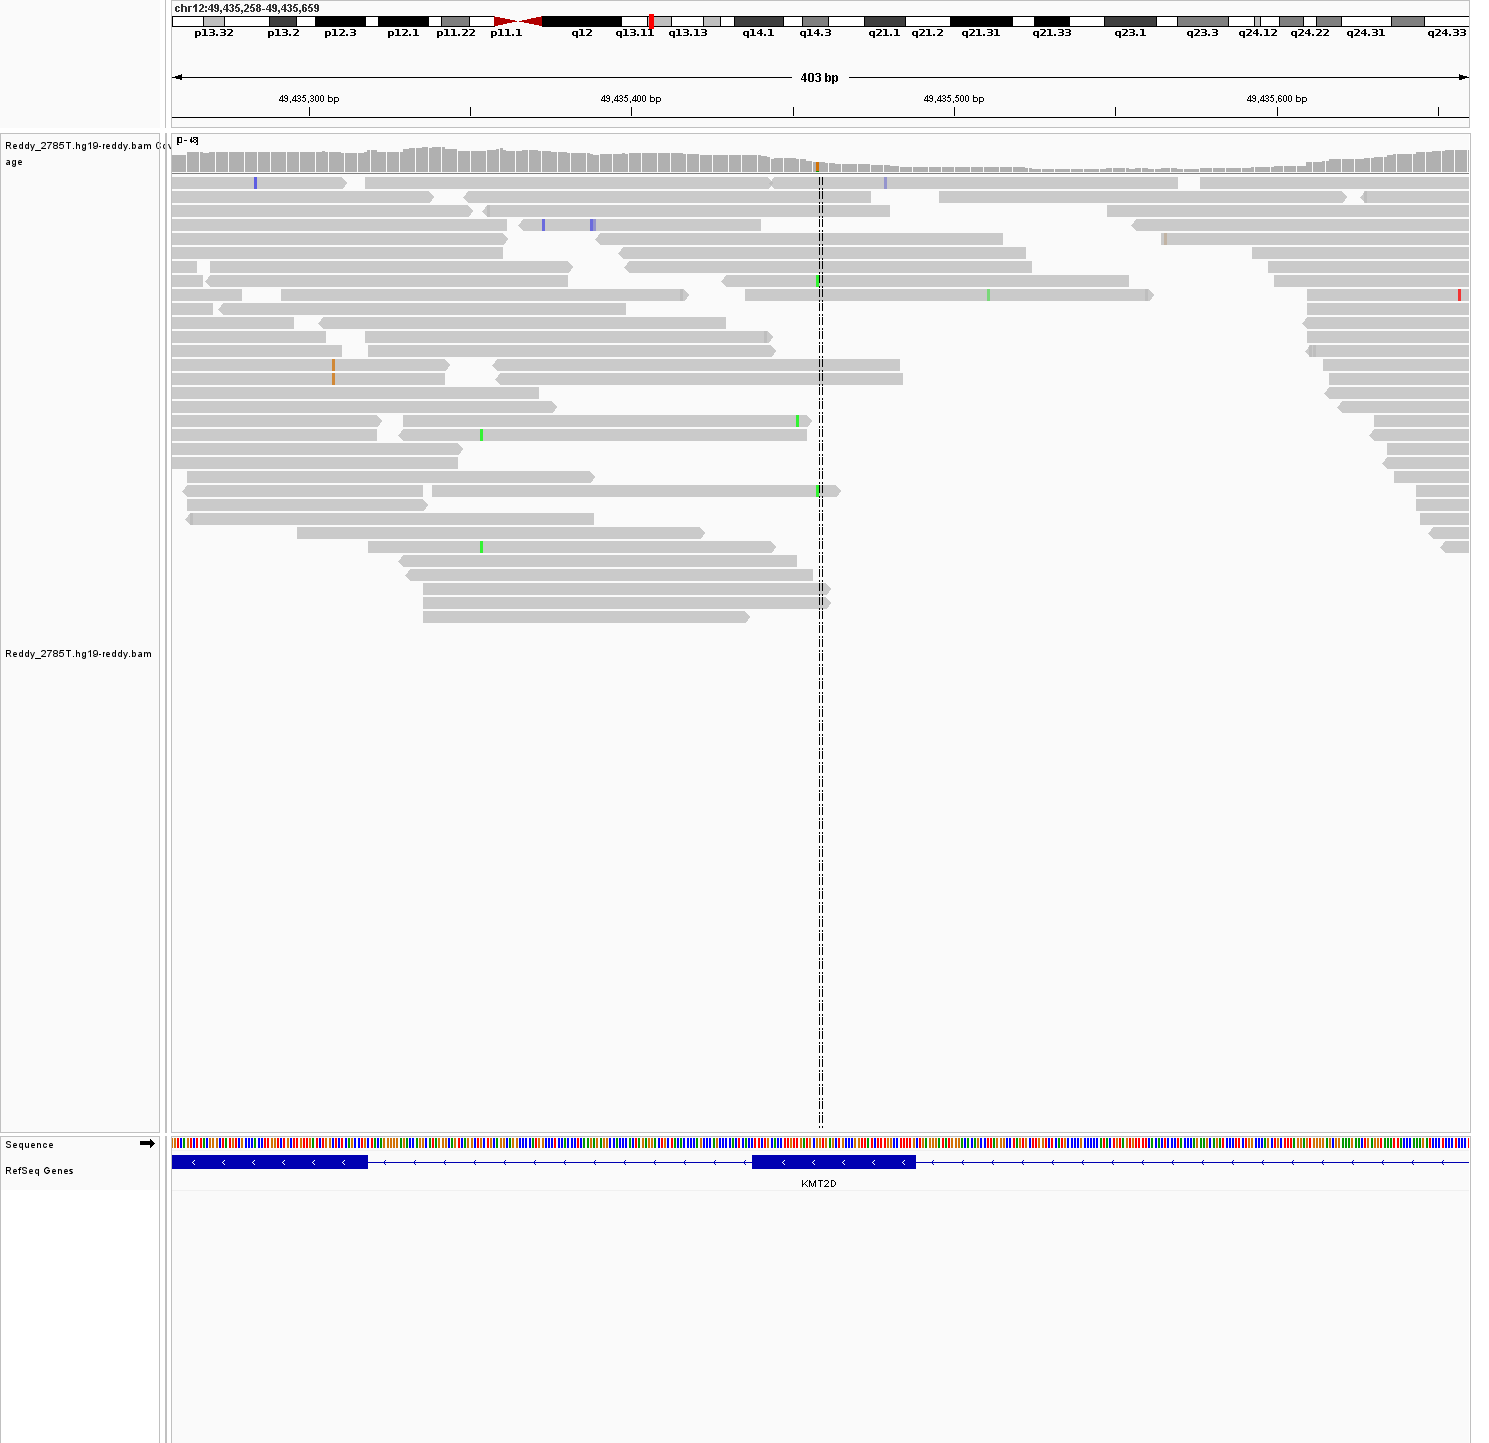 chr12:49,435,258-49,435,659
p13.32 p13.2 p12.3 p12.1 p11.22 p11.1 q12 q13.11 q13.13 q14.1 q14.3 q21.1 q21.2 q21.31 q21.33 q23.1 q23.3 q24.12 q24.22 q24.31 q24.33
403 bp
49,435,300 bp 49,435,400 bp 49,435,500 bp 49,435,600 bp
Reddy_2785T.hg19-reddy.bam Cov
age
Reddy_2785T.hg19-reddy.bam
Sequence
RefSeq Genes
KMT2D